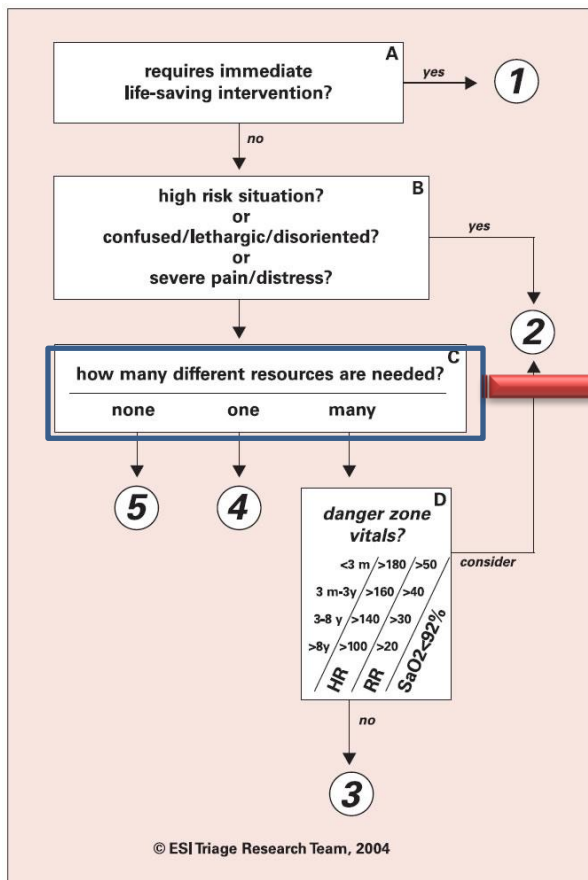 A
requires immediate
life-saving intervention?
yes
1
no
B
high risk situation?
or
confused/lethargic/disoriented?
or
severe pain/distress?
yes
2
C
how many different resources are needed?
none one many
5 4
D
danger zone
vitals?
<3 m >180 >50
3 m-3y >160 >40
3-8 y >140 >30
>8y >100 >20
HR RR SaO2<92%
consider
no
3
© ESI Triage Research Team, 2004